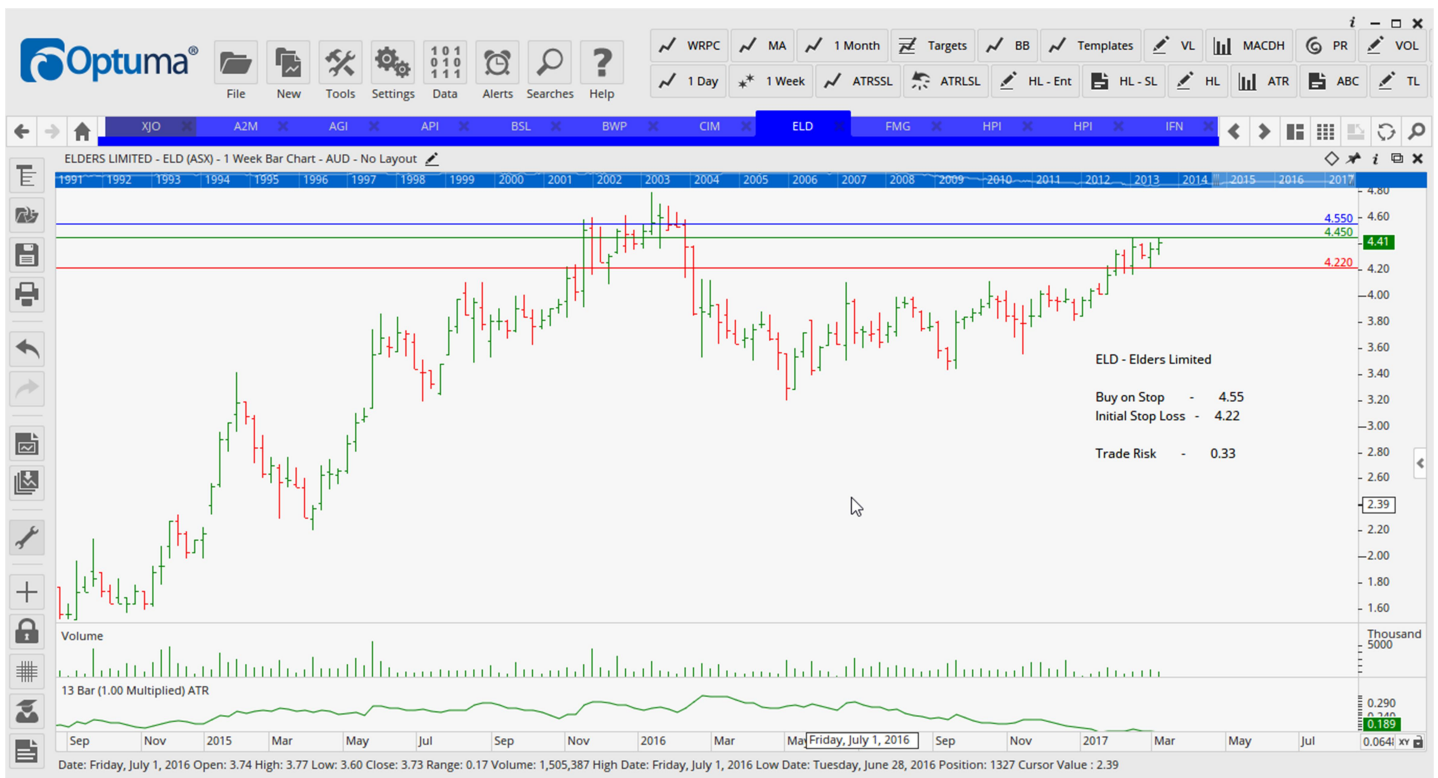 i
Optuma®
File New Tools Settings Data Alerts Searches Help
WRPC MA 1 Month Targets BB Templates VL MACDH PR VOL
1 Day 1 Week ATRSSL ATRLSL HL - Ent HL - SL HL ATR ABC TL
XJO A2M AGI API BSL BWP CIM ELD FMG HPI HPI IFN
ELDERS LIMITED - ELD (ASX) - 1 Week Bar Chart - AUD - No Layout
1991 1992 1993 1994 1995 1996 1997 1998 1999 2000 2001 2002 2003 2004 2005 2006 2007 2008 2009 2010 2011 2012 2013 2014 2015 2016 2017
4.80
4.550
4.60
4.450
4.41
4.220
4.20
4.00
3.80
3.60
3.40
3.20
3.00
2.80
2.60
2.39
2.20
2.00
1.80
1.60
ELD - Elders Limited
Buy on Stop - 4.55
Initial Stop Loss - 4.22
Trade Risk - 0.33
Volume
Thousand
5000
13 Bar (1.00 Multiplied) ATR
0.290
0.189
Sep Nov 2015 Mar May Jul Sep Nov 2016 Mar Friday, July 1, 2016 Sep Nov 2017 Mar May Jul
XY
Date: Friday, July 1, 2016 Open: 3.74 High: 3.77 Low: 3.60 Close: 3.73 Range: 0.17 Volume: 1,505,387 High Date: Friday, July 1, 2016 Low Date: Tuesday, June 28, 2016 Position: 1327 Cursor Value : 2.39